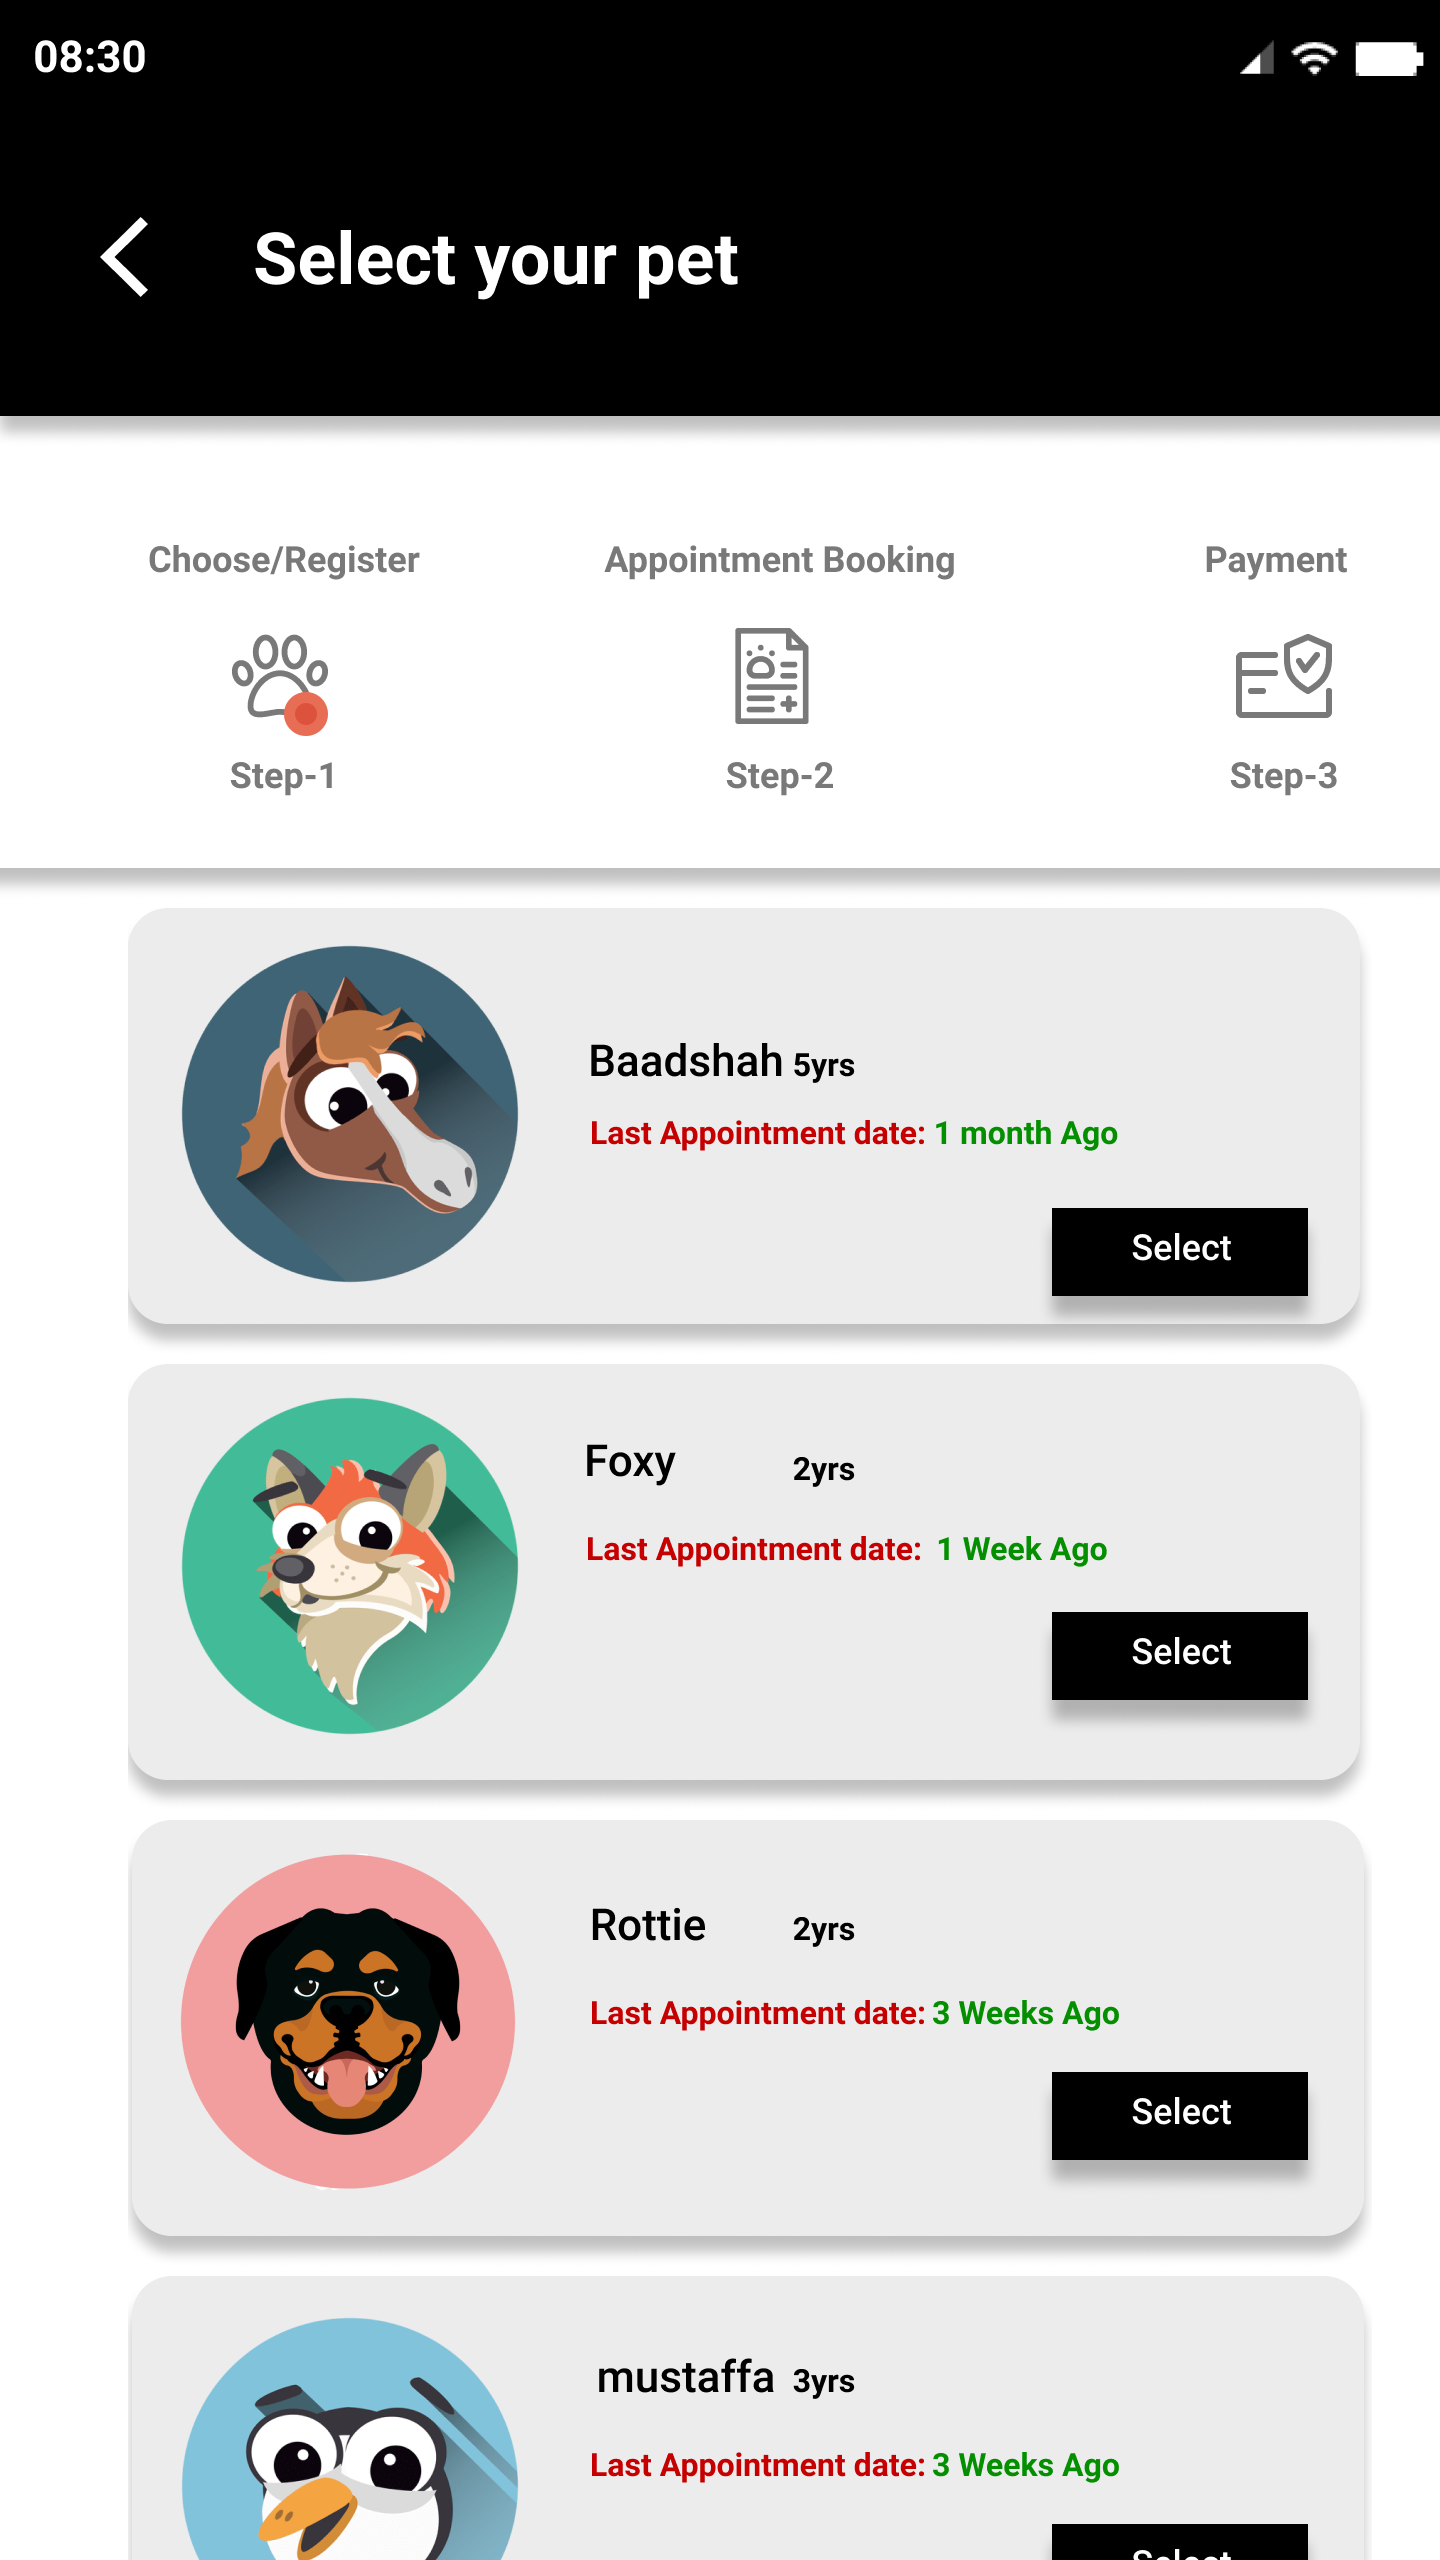 08:30
Select your pet
Choose/Register Appointment Booking Payment
Step-1 Step-2 Step-3
Baadshah 5yrs
Last Appointment date: 1 month Ago
Select
Foxy 2yrs
Last Appointment date: 1 Week Ago
Select
Rottie 2yrs
Last Appointment date: 3 Weeks Ago
Select
mustaffa 3yrs
Last Appointment date: 3 Weeks Ago
Select